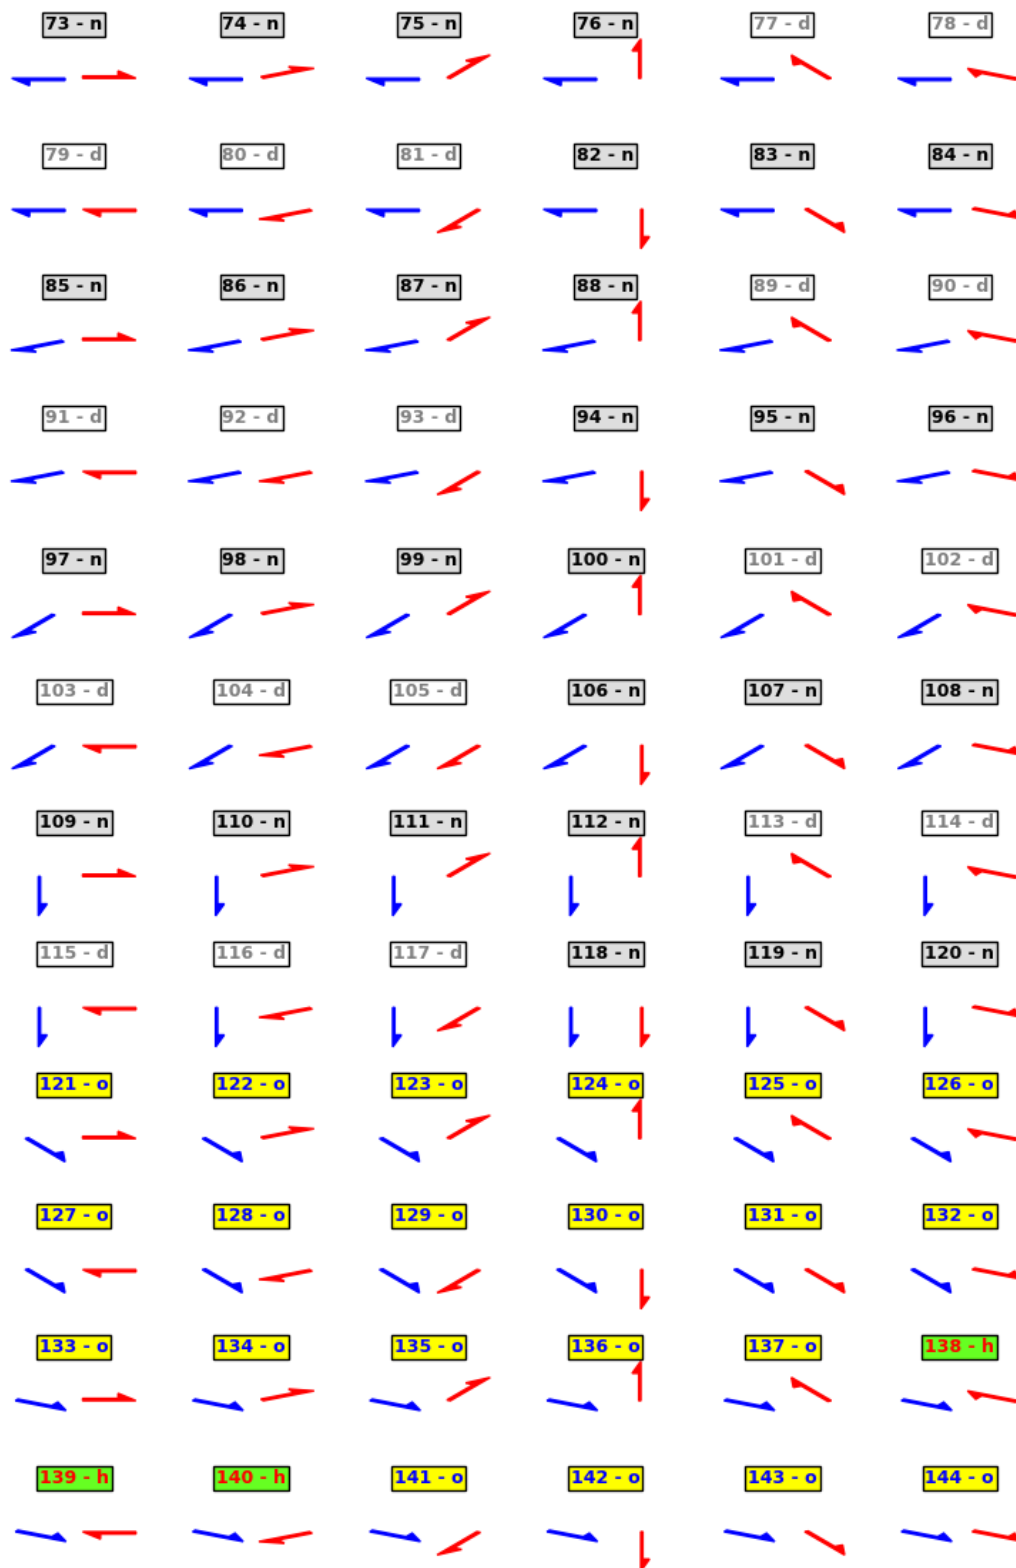 73 - n 74 - n 75 - n 76 - n 77 - d 78 - d
79 - d 80 - d 81 - d 82 - n 83 - n 84 - n
85 - n 86 - n 87 - n 88 - n 89 - d 90 - d
91 - d 92 - d 93 - d 94 - n 95 - n 96 - n
97 - n 98 - n 99 - n 100 - n 101 - d 102 - d
103 - d 104 - d 105 - d 106 - n 107 - n 108 - n
109 - n 110 - n 111 - n 112 - n 113 - d 114 - d
115 - d 116 - d 117 - d 118 - n 119 - n 120 - n
121 - o 122 - o 123 - o 124 - o 125 - o 126 - o
127 - o 128 - o 129 - o 130 - o 131 - o 132 - o
133 - o 134 - o 135 - o 136 - o 137 - o 138 - h
139 - h 140 - h 141 - o 142 - o 143 - o 144 - o